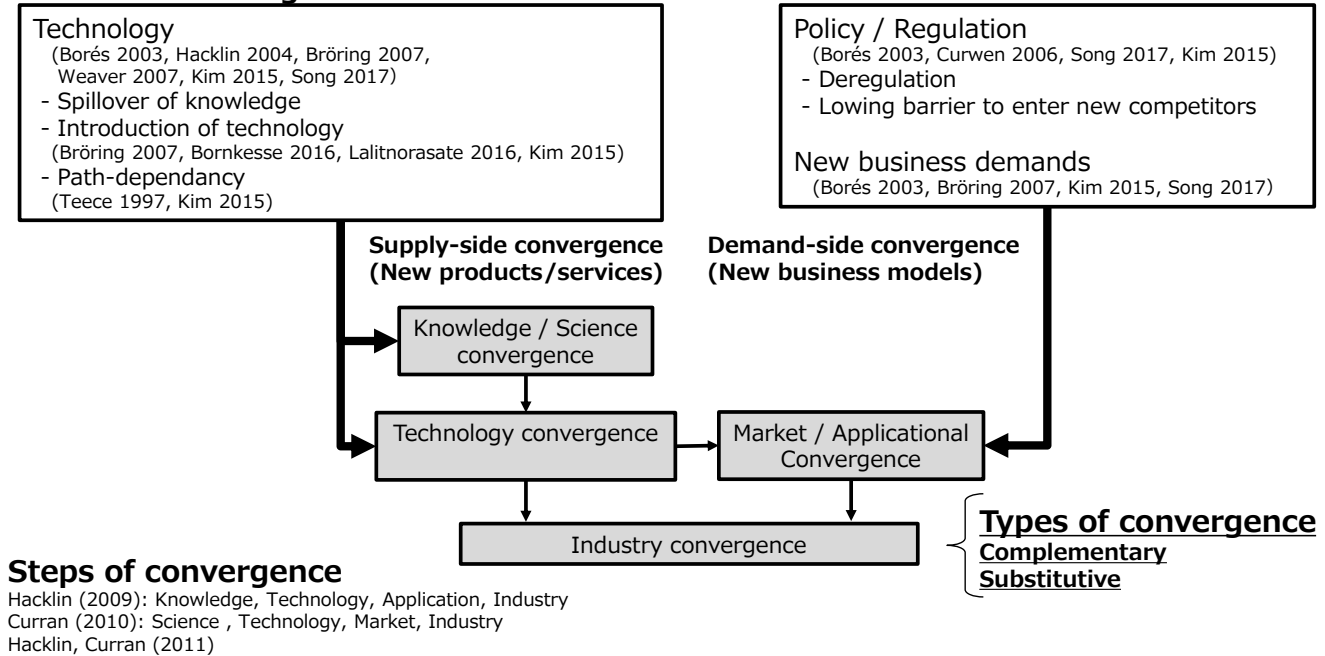 Technology
(Borés 2003, Hacklin 2004, Bröring 2007,
Weaver 2007, Kim 2015, Song 2017)
- Spillover of knowledge
- Introduction of technology
(Bröring 2007, Bornkesse 2016, Lalitnorasate 2016, Kim 2015)
- Path-dependancy
(Teece 1997, Kim 2015)
Policy / Regulation
(Borés 2003, Curwen 2006, Song 2017, Kim 2015)
- Deregulation
- Lowing barrier to enter new competitors
New business demands
(Borés 2003, Bröring 2007, Kim 2015, Song 2017)
Supply-side convergence
(New products/services)
Demand-side convergence
(New business models)
Knowledge / Science
convergence
Technology convergence
Market / Applicational
Convergence
Industry convergence
Types of convergence
Complementary
Substitutive
Steps of convergence
Hacklin (2009): Knowledge, Technology, Application, Industry
Curran (2010): Science , Technology, Market, Industry
Hacklin, Curran (2011)